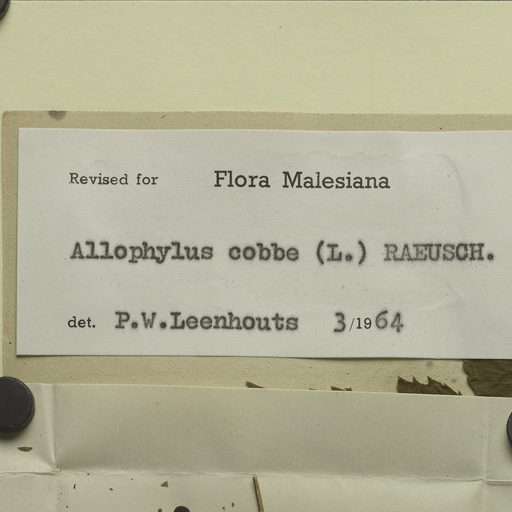 Revised for Flora Malesiana
Allophylus cobbe (L.) RAEUSCH.
det. P.W.Leenhouts 3/1964